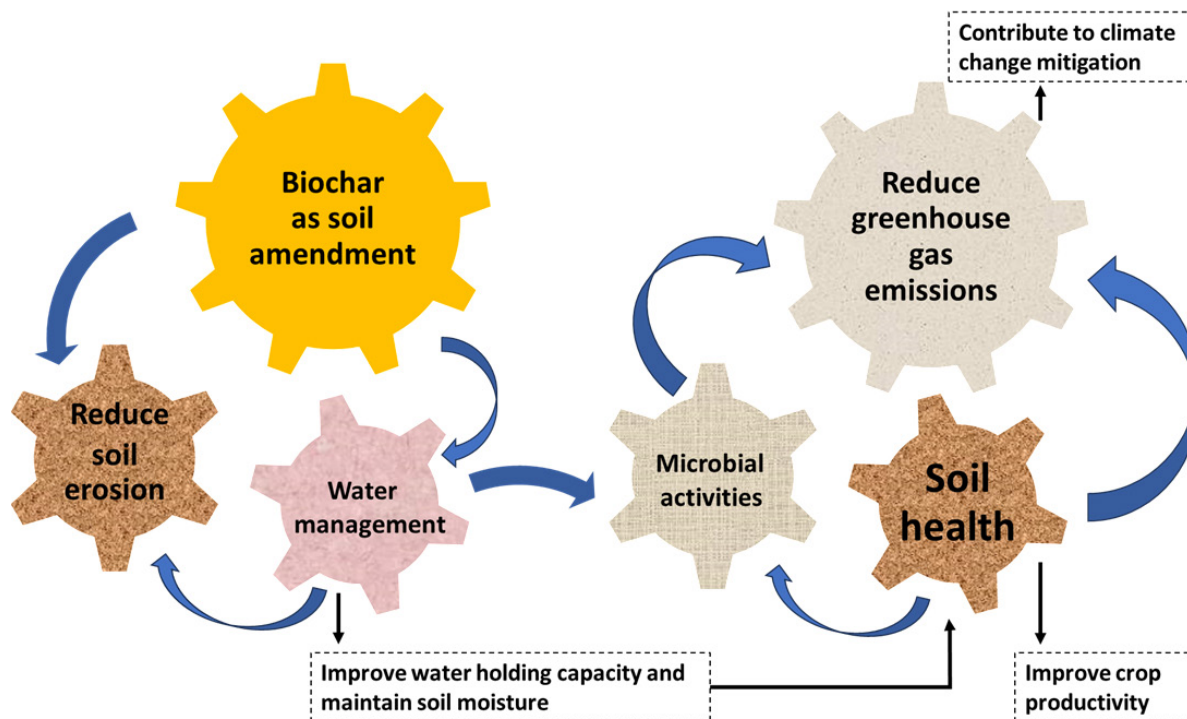 Contribute to climate
change mitigation
Biochar
as soil
amendment
Reduce
greenhouse
gas
emissions
Reduce
soil
erosion
Water
management
Microbial
activities
Soil
health
Improve water holding capacity and
maintain soil moisture
Improve crop
productivity